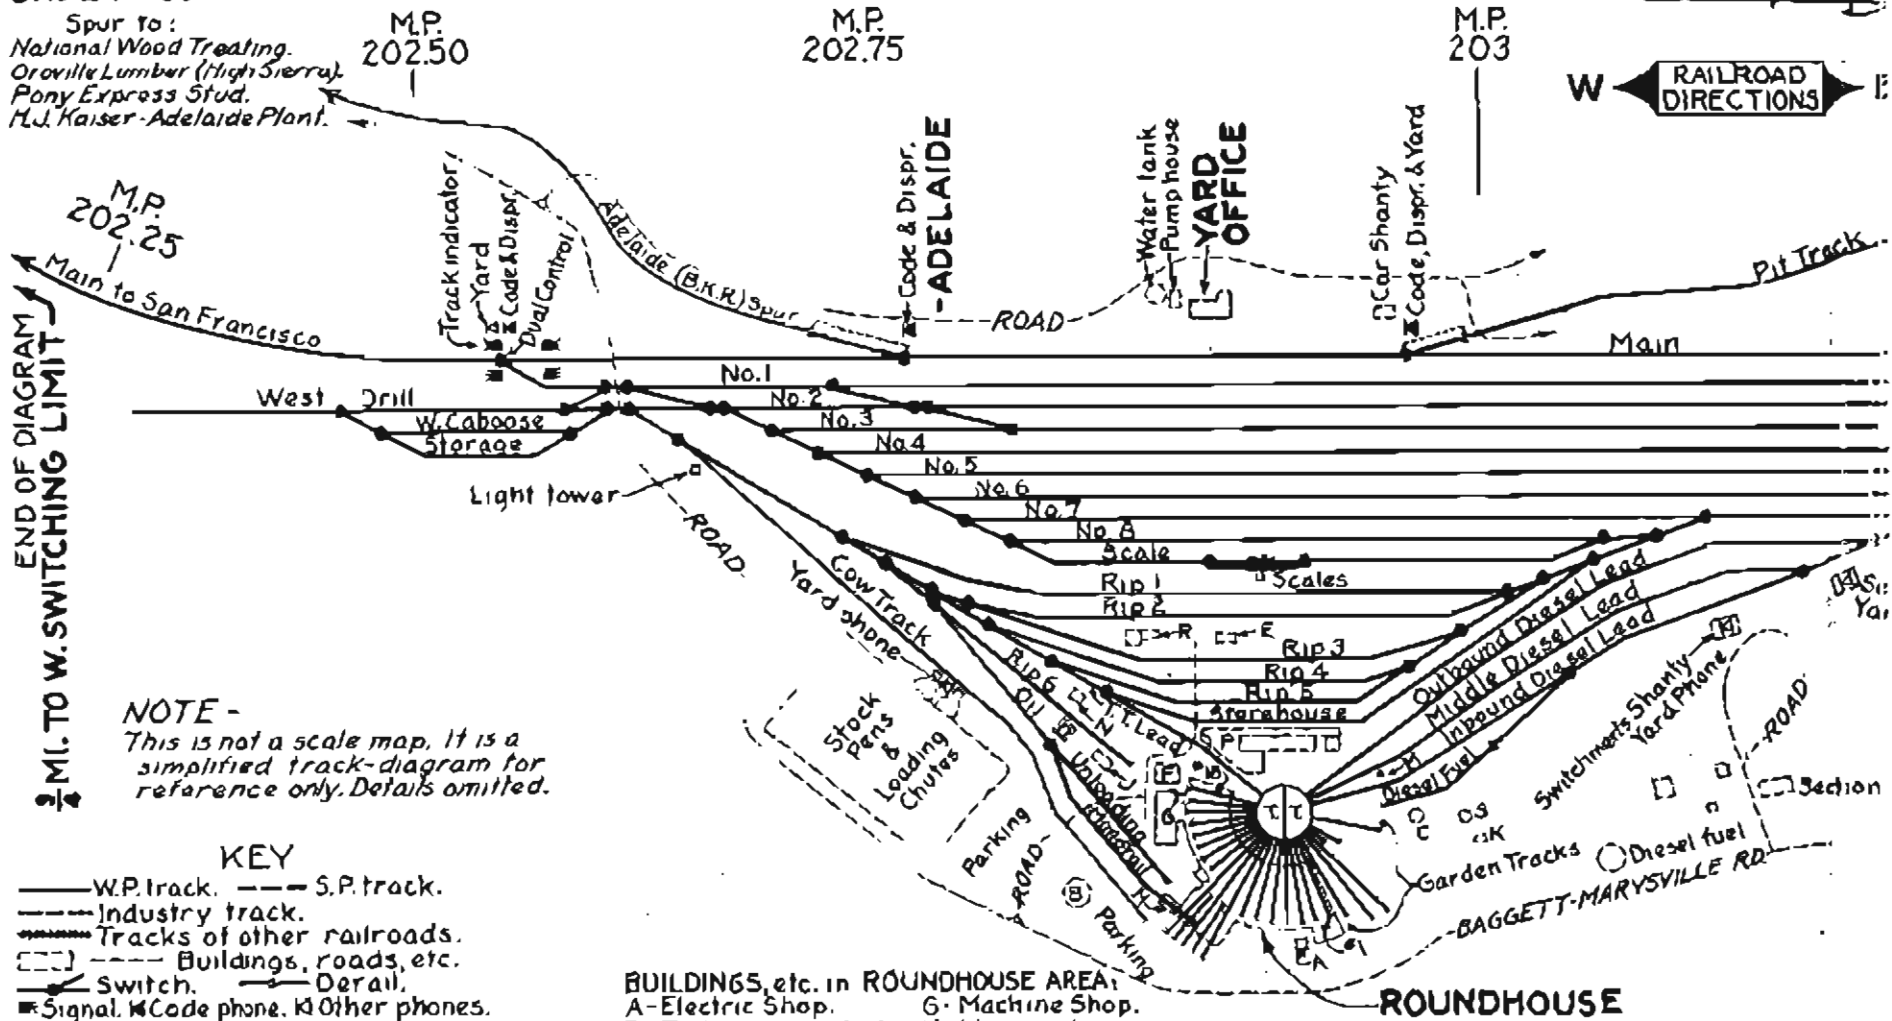 Spur to:
National Wood Treating.
Oroville Lumber (High Sierra).
Pony Express Stud.
H.J. Kaiser-Adelaide Plant.
M.P.
202.50
M.P.
202.75
M.P.
203
W
RAILROAD
DIRECTIONS
M.P.
202.25
Main to San Francisco
Track indicator
Yard
Code & Dispr.
Dual Control
Adelaide (B.K.R.) Spur
Code & Dispr.
-ADELAIDE
Water tank
Pump house
YARD
OFFICE
Car Shanty
Code, Dispr. & Yard
ROAD
Pit Track
Main
END OF DIAGRAM
3/4 MI. TO W. SWITCHING LIMIT
West Drill
W. Caboose
Storage
No.1
No.2
No.3
No.4
No.5
No.6
No.7
No.8
Scale
Scales
Light tower
ROAD
Yard phone
Cow Track
Rip 1
Rip 2
R
E
Rip 3
Rip 4
Rip 5
Storehouse
Rip 6
Oil
Unloading
N
J
T.T. Lead
P
F
G
T T
Outbound Diesel Lead
Middle Diesel Lead
Inbound Diesel Lead
M
Diesel Fuel
Switchmen's Shanty
Yard Phone
ROAD
Section
C
S
K
Garden Tracks
Diesel fuel
BAGGETT-MARYSVILLE RD.
Stock
Pens
&
Loading
Chutes
Parking
ROAD
B
Parking
A
I
ROUNDHOUSE
NOTE -
This is not a scale map. It is a
simplified track-diagram for
reference only. Details omitted.
KEY
W.P. track. S.P. track.
Industry track.
Tracks of other railroads.
Buildings, roads, etc.
Switch. Derail.
Signal. Code phone. Other phones.
BUILDINGS, etc. in ROUNDHOUSE AREA:
A-Electric Shop. G-Machine Shop.